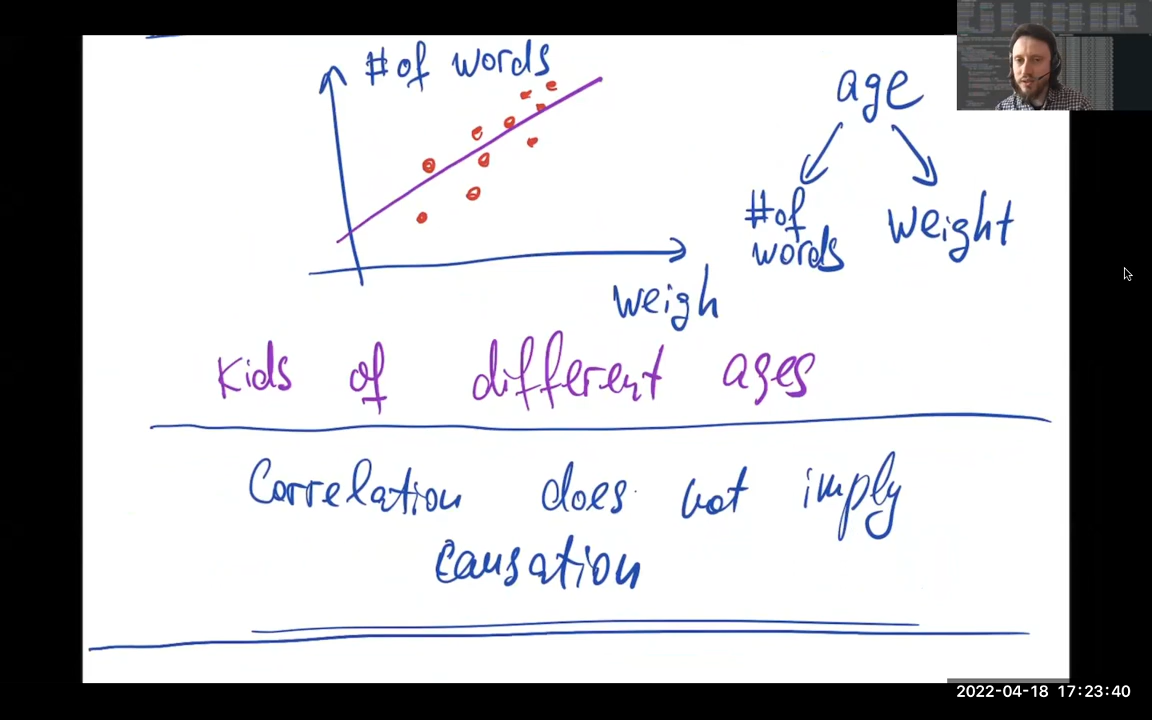 # of words
age
# of
words
weight
weigh
Kids of different ages
Correlation does not imply
causation
2022-04-18 17:23:40